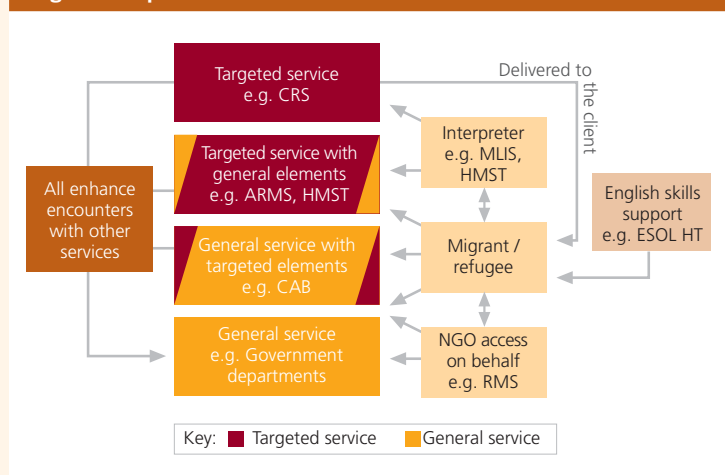 Targeted service
e.g. CRS
Delivered to
the client
Targeted service with
general elements
e.g. ARMS, HMST
Interpreter
e.g. MLIS,
HMST
All enhance
encounters
with other
services
English skills
support
e.g. ESOL HT
General service with
targeted elements
e.g. CAB
Migrant /
refugee
General service
e.g. Government
departments
NGO access
on behalf
e.g. RMS
Key: Targeted service General service